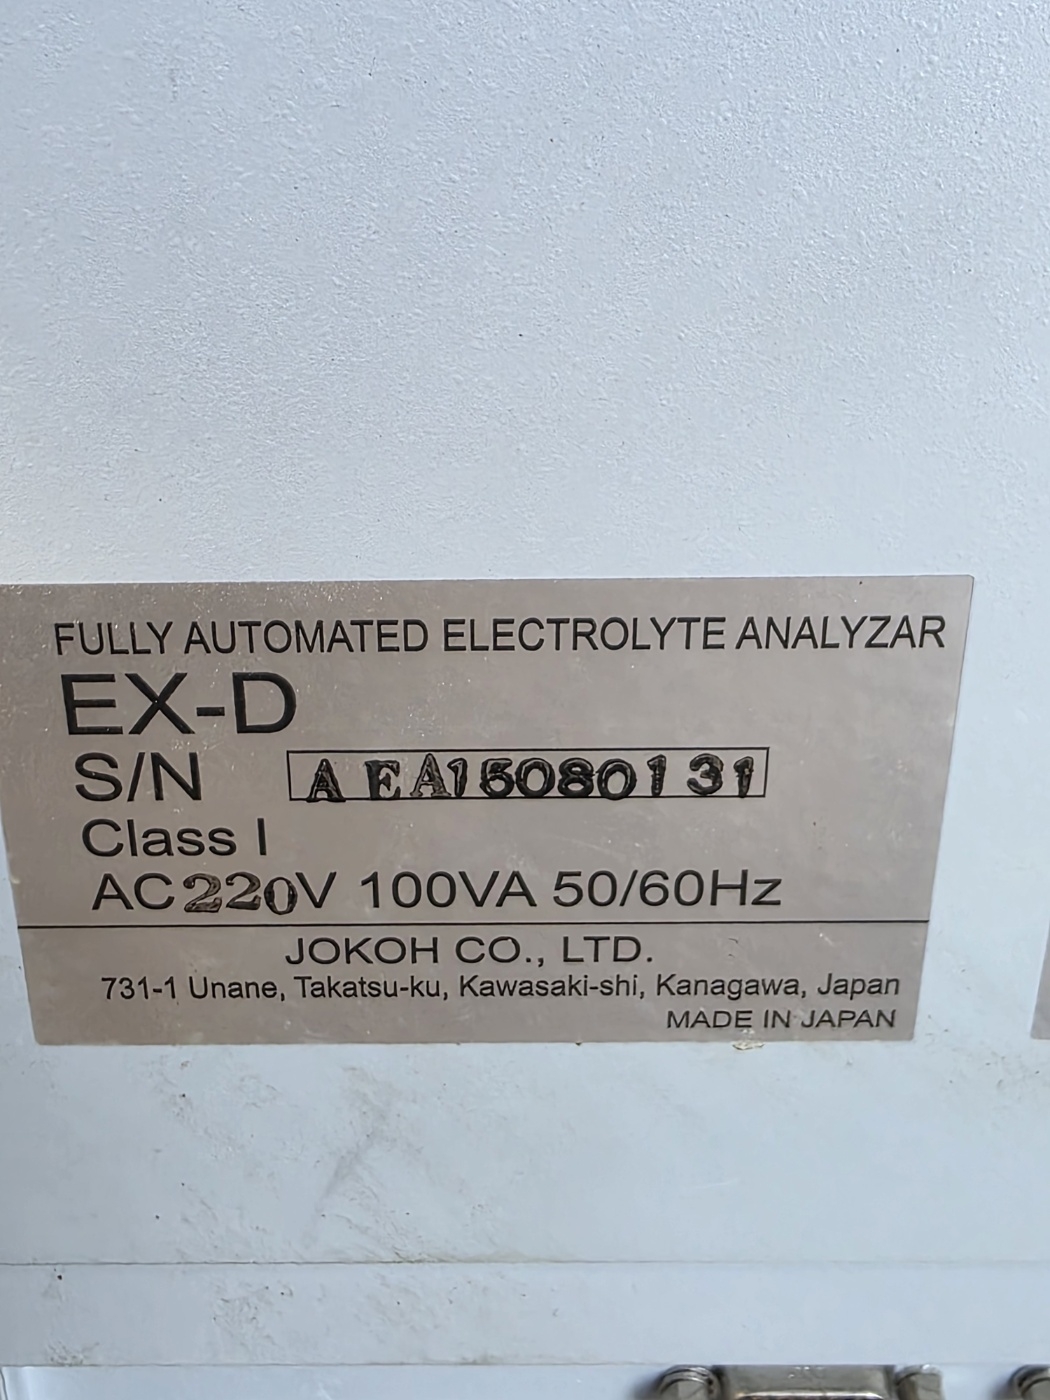 FULLY AUTOMATED ELECTROLYTE ANALYZAR
EX-D
S/N AEA15080131
Class I
AC220V 100VA 50/60Hz
JOKOH CO., LTD.
731-1 Unane, Takatsu-ku, Kawasaki-shi, Kanagawa, Japan
MADE IN JAPAN